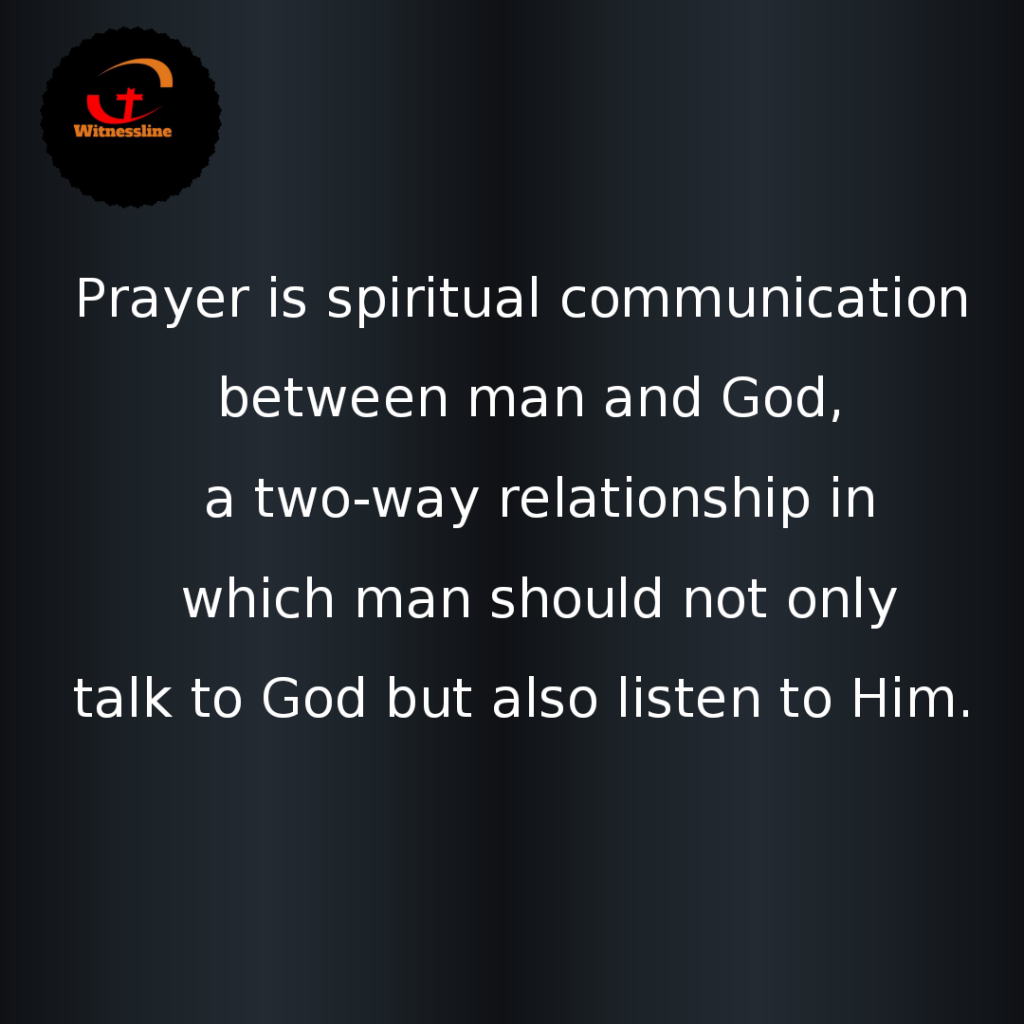 Witnessline
Prayer is spiritual communication
between man and God,
a two-way relationship in
which man should not only
talk to God but also listen to Him.